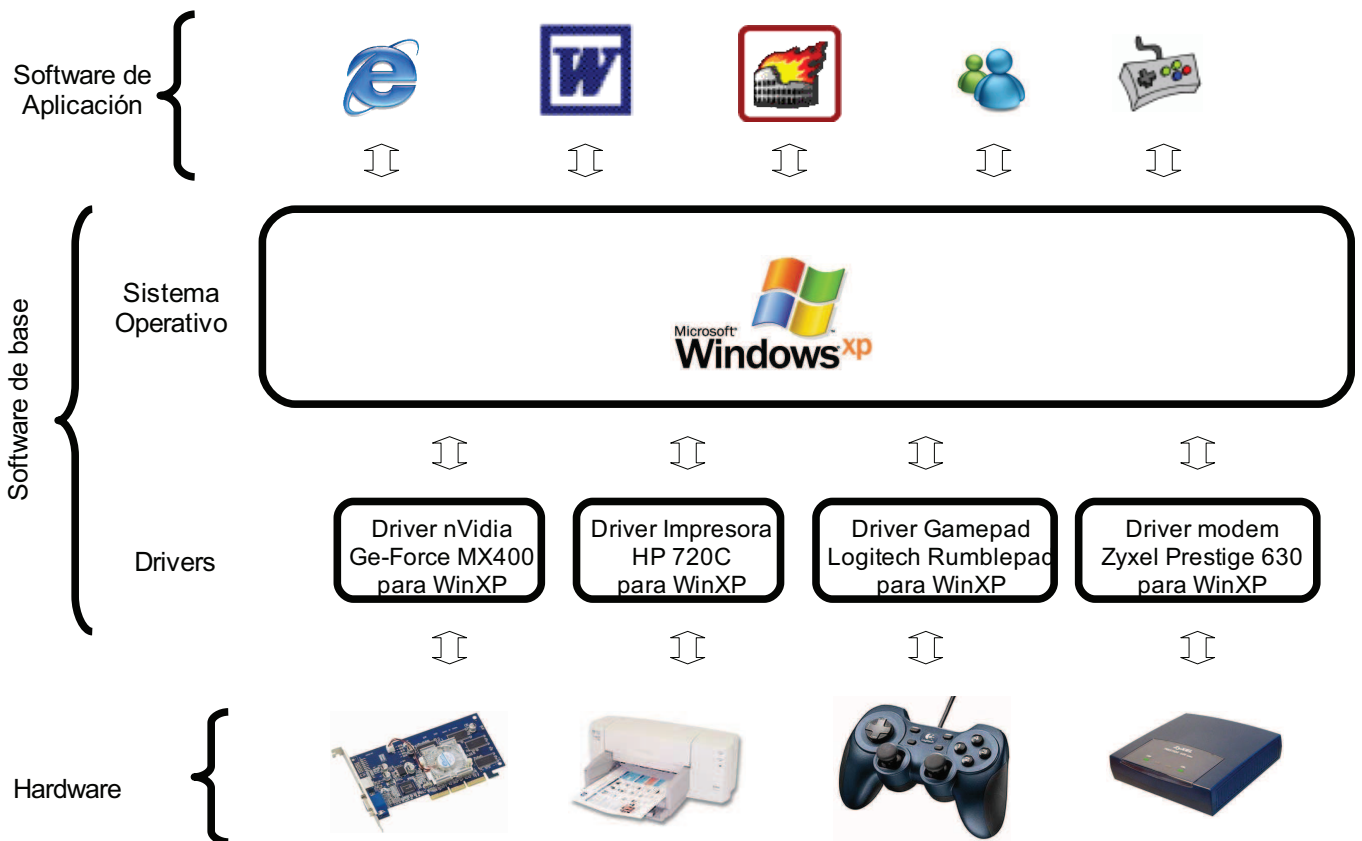 Software de
Aplicación
Software de base
Sistema
Operativo
Microsoft
Windows xp
Drivers
Driver nVidia
Ge-Force MX400
para WinXP
Driver Impresora
HP 720C
para WinXP
Driver Gamepad
Logitech Rumblepad
para WinXP
Driver modem
Zyxel Prestige 630
para WinXP
Hardware